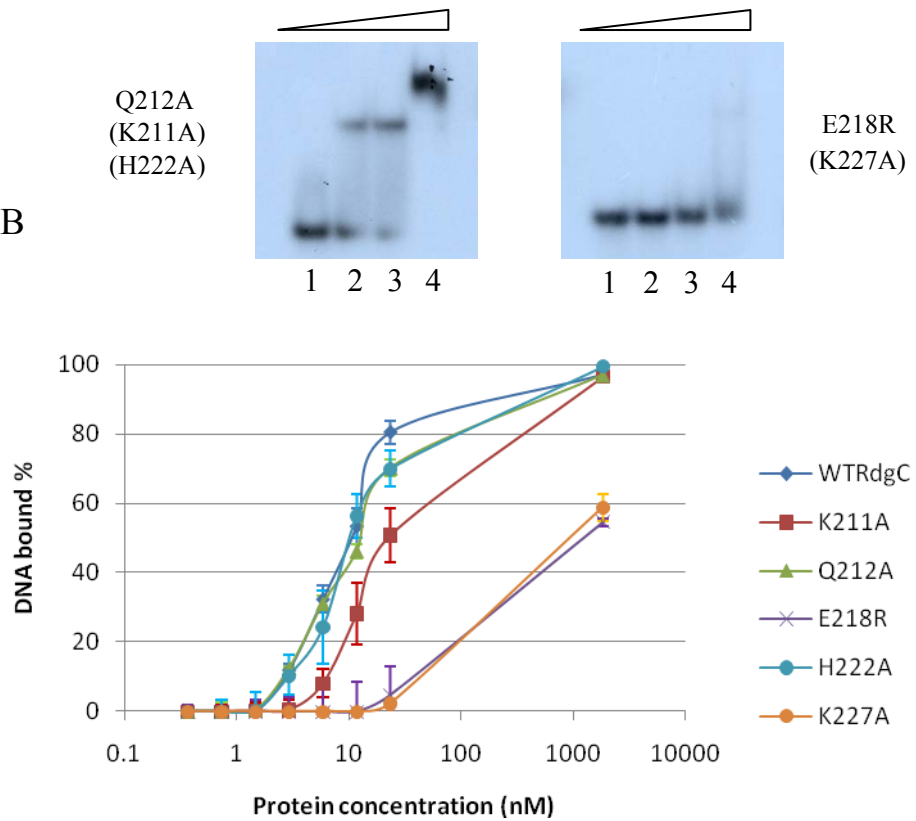 Q212A
(K211A)
(H222A)
E218R
(K227A)
B
1 2 3 4
1 2 3 4
100
80
60
40
20
0
DNA bound %
0.1 1 10 100 1000 10000
Protein concentration (nM)
WTRdgC
K211A
Q212A
E218R
H222A
K227A